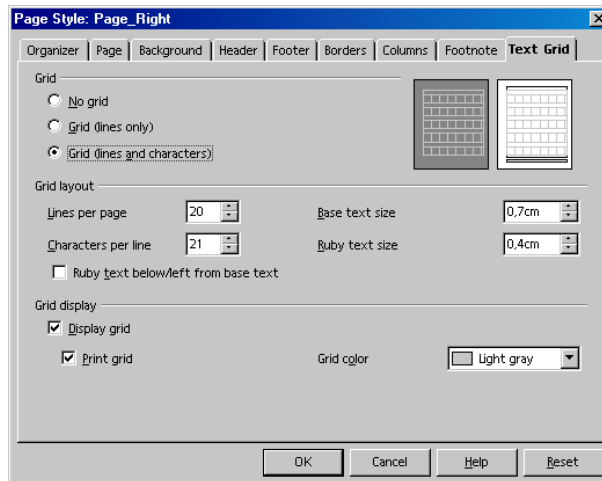 Page Style: Page_Right
Organizer Page Background Header Footer Borders Columns Footnote Text Grid
Grid
No grid
Grid (lines only)
Grid (lines and characters)
Grid layout
Lines per page 20 Base text size 0,7cm
Characters per line 21 Ruby text size 0,4cm
Ruby text below/left from base text
Grid display
Display grid
Print grid Grid color Light gray
OK Cancel Help Reset